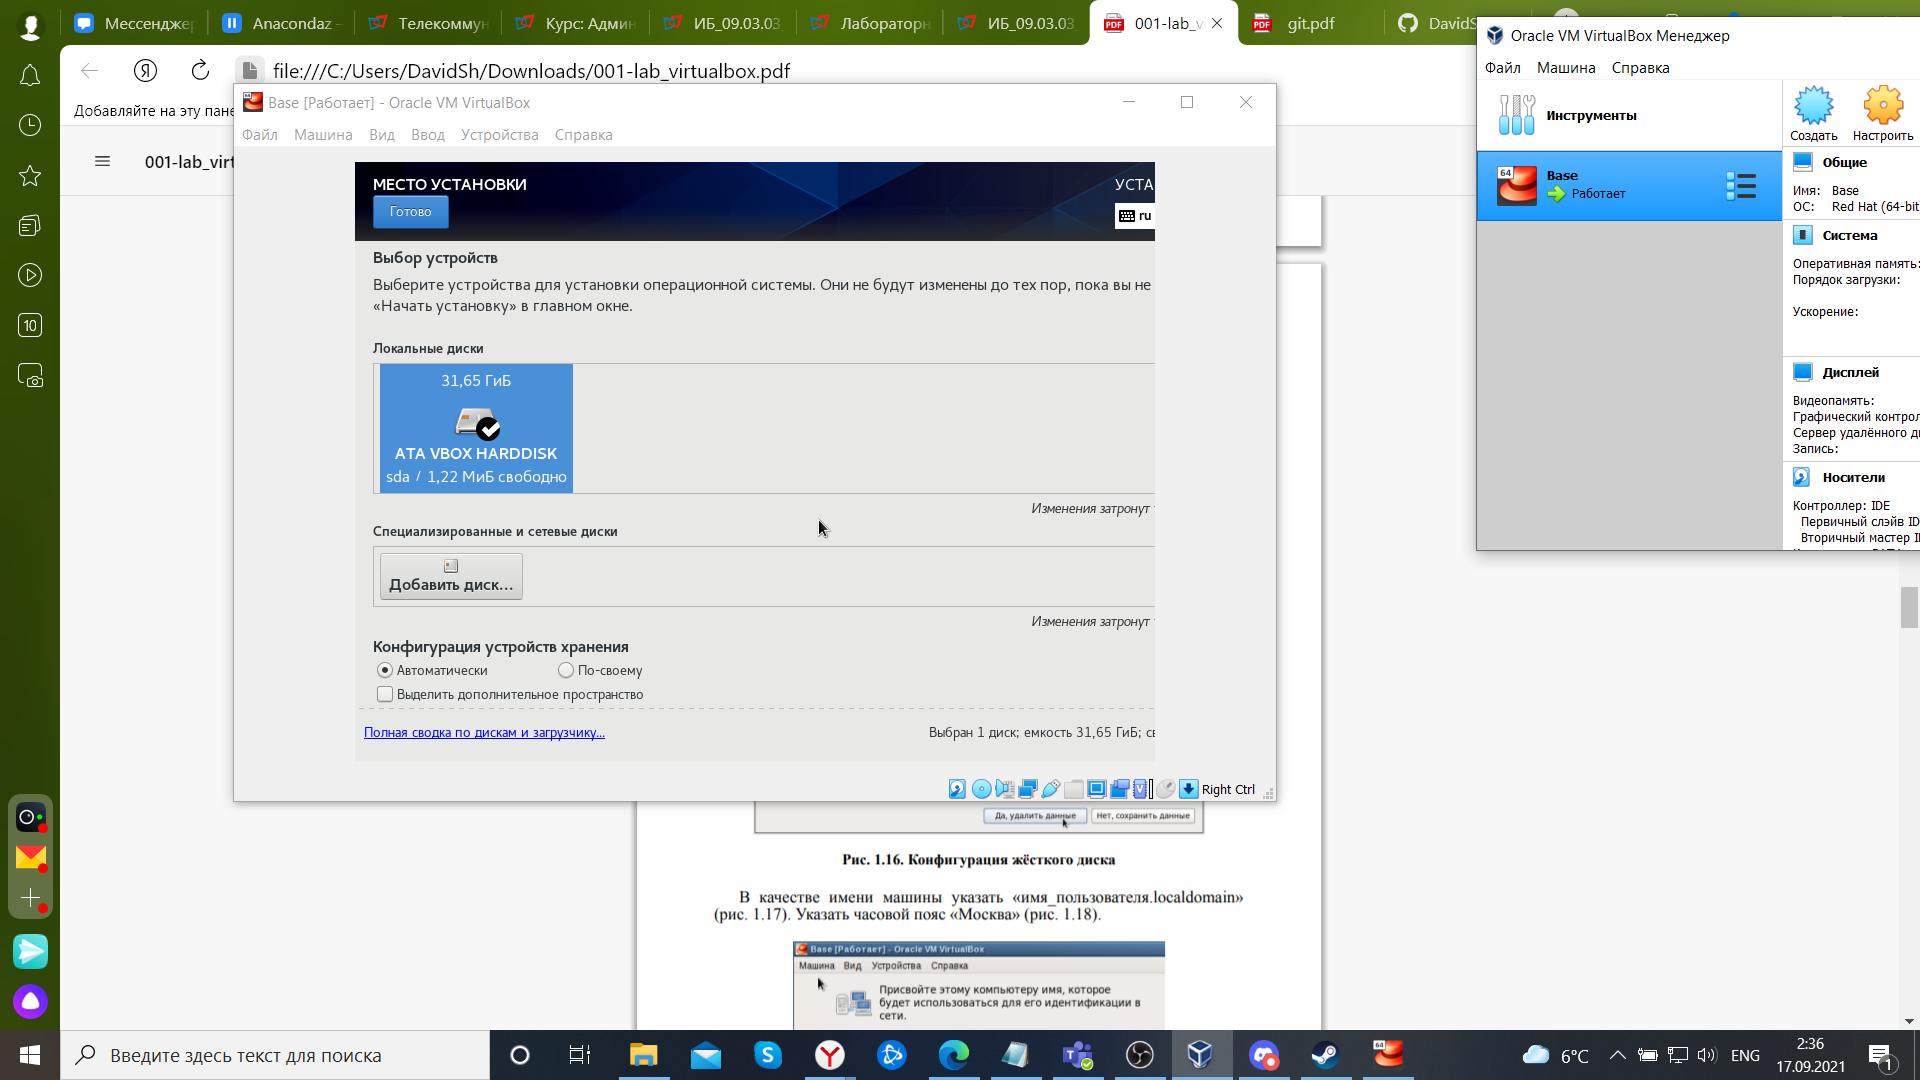 Мессендже
Anacondaz -
Телекоммун
Курс: Админ
ИБ_09.03.03
Лабораторн
ИБ_09.03.03
001-lab_v
git.pdf
DavidS
file:///C:/Users/DavidSh/Downloads/001-lab_virtualbox.pdf
Добавляйте на эту пане
001-lab_virt
10
Base [Работает] - Oracle VM VirtualBox
Файл Машина Вид Ввод Устройства Справка
МЕСТО УСТАНОВКИ
УСТА
Готово
ru
Выбор устройств
Выберите устройства для установки операционной системы. Они не будут изменены до тех пор, пока вы не
«Начать установку» в главном окне.
Локальные диски
31,65 ГиБ
ATA VBOX HARDDISK
sda / 1,22 МиБ свободно
Изменения затронут
Специализированные и сетевые диски
Добавить диск...
Изменения затронут
Конфигурация устройств хранения
Автоматически
По-своему
Выделить дополнительное пространство
Полная сводка по дискам и загрузчику...
Выбран 1 диск; емкость 31,65 ГиБ; св
Right Ctrl
Oracle VM VirtualBox Менеджер
Файл Машина Справка
Инструменты
Создать
Настроить
64
Base
Работает
Общие
Имя: Base
ОС: Red Hat (64-bit
Система
Оперативная память:
Порядок загрузки:
Ускорение:
Дисплей
Видеопамять:
Графический контрол
Сервер удалённого д
Запись:
Носители
Контроллер: IDE
Первичный слэйв ID
Вторичный мастер I
Да, удалить данные
Нет, сохранить данные
Рис. 1.16. Конфигурация жёсткого диска
В качестве имени машины указать «имя_пользователя.localdomain»
(рис. 1.17). Указать часовой пояс «Москва» (рис. 1.18).
Base [Работает] - Oracle VM VirtualBox
Машина Вид Устройства Справка
Присвойте этому компьютеру имя, которое
будет использоваться для его идентификации в
сети.
Введите здесь текст для поиска
6°C
ENG
2:36
17.09.2021
1